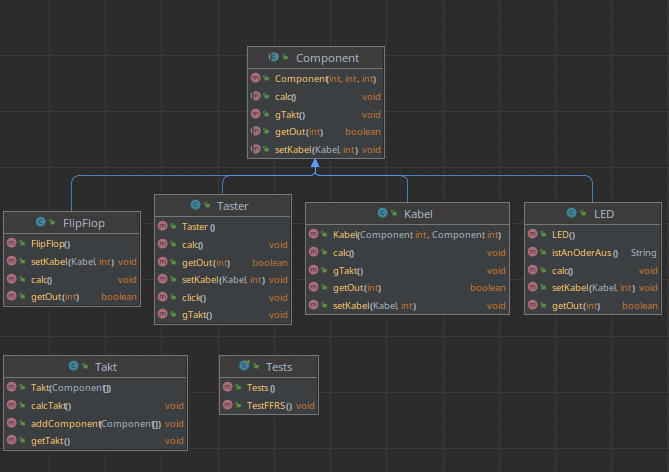 Component
Component(int, int, int)
calc() void
gTakt() void
getOut(int) boolean
setKabel(Kabel, int) void
FlipFlop
FlipFlop()
setKabel(Kabel, int) void
calc() void
getOut(int) boolean
Taster
Taster()
calc() void
getOut(int) boolean
setKabel(Kabel, int) void
click() void
gTakt() void
Kabel
Kabel(Component, int, Component, int)
calc() void
gTakt() void
getOut(int) boolean
setKabel(Kabel, int) void
LED
LED()
istAnOderAus() String
calc() void
setKabel(Kabel, int) void
getOut(int) boolean
Takt
Takt(Component[])
calcTakt() void
addComponent(Component[]) void
getTakt() void
Tests
Tests()
TestFFRS() void